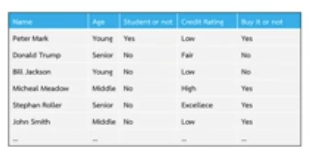 Name Age Student or not Credit Rating Buy it or not
Peter Mark Young Yes Low Yes
Donald Trump Senior No Fair No
Bill Jackson Young No Low No
Micheal Meadow Middle No High Yes
Stephan Roller Senior No Excellece Yes
John Smith Middle No Low Yes
... ... ... ...